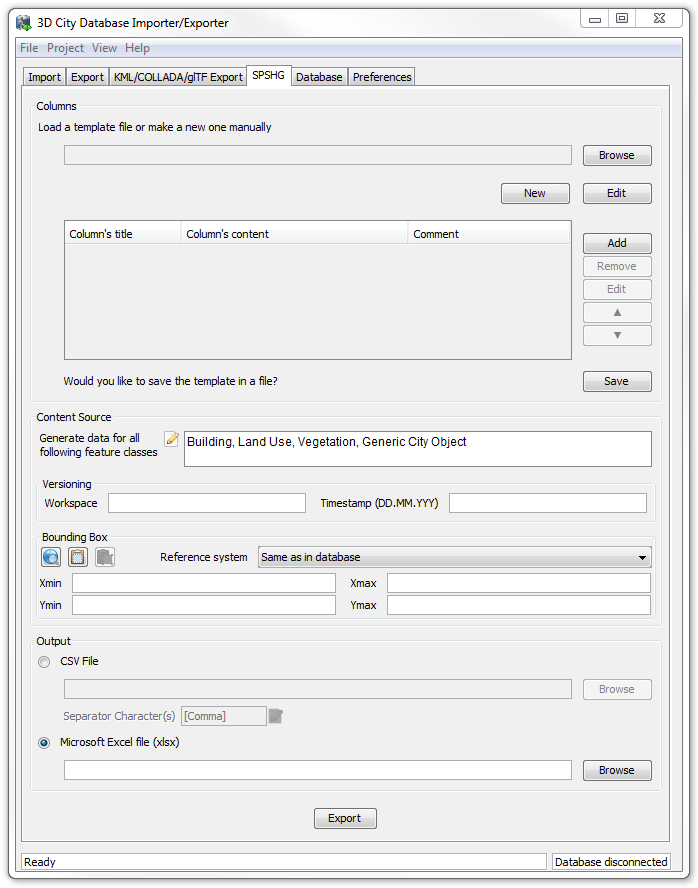 3D City Database Importer/Exporter
File Project View Help
Import Export KML/COLLADA/glTF Export SPSHG Database Preferences
Columns
Load a template file or make a new one manually
Browse
New Edit
Column's title Column's content Comment
Add
Remove
Edit
▲
▼
Would you like to save the template in a file?
Save
Content Source
Generate data for all
following feature classes
Building, Land Use, Vegetation, Generic City Object
Versioning
Workspace Timestamp (DD.MM.YYY)
Bounding Box
Reference system Same as in database
Xmin Xmax
Ymin Ymax
Output
CSV File
Browse
Separator Character(s) [Comma]
Microsoft Excel file (xlsx)
Browse
Export
Ready Database disconnected